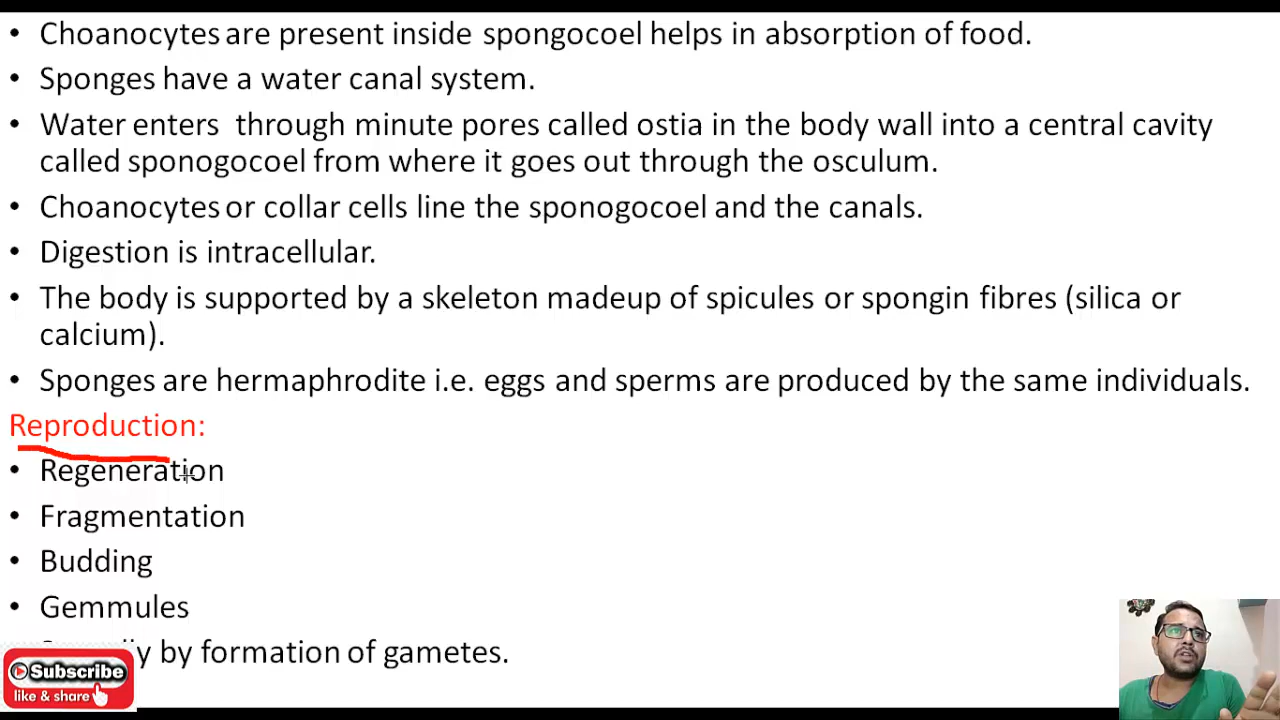 • Choanocytes are present inside spongocoel helps in absorption of food.
• Sponges have a water canal system.
• Water enters through minute pores called ostia in the body wall into a central cavity
called sponogocoel from where it goes out through the osculum.
• Choanocytes or collar cells line the sponogocoel and the canals.
• Digestion is intracellular.
• The body is supported by a skeleton madeup of spicules or spongin fibres (silica or
calcium).
• Sponges are hermaphrodite i.e. eggs and sperms are produced by the same individuals.
Reproduction:
• Regeneration
• Fragmentation
• Budding
• Gemmules
by formation of gametes.
Subscribe
like & share